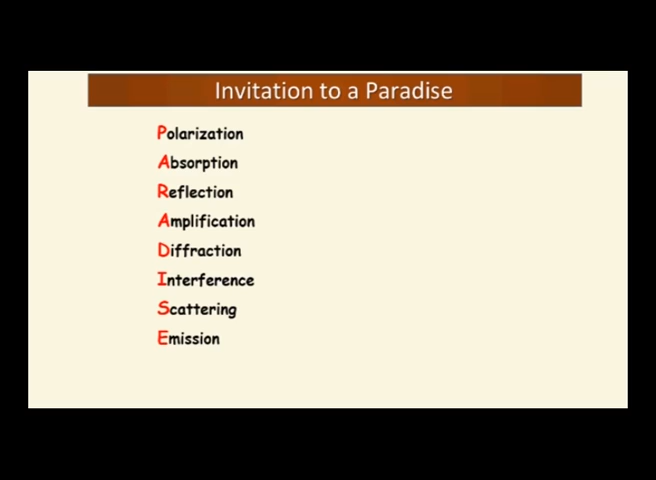 Invitation to a Paradise
Polarization
Absorption
Reflection
Amplification
Diffraction
Interference
Scattering
Emission